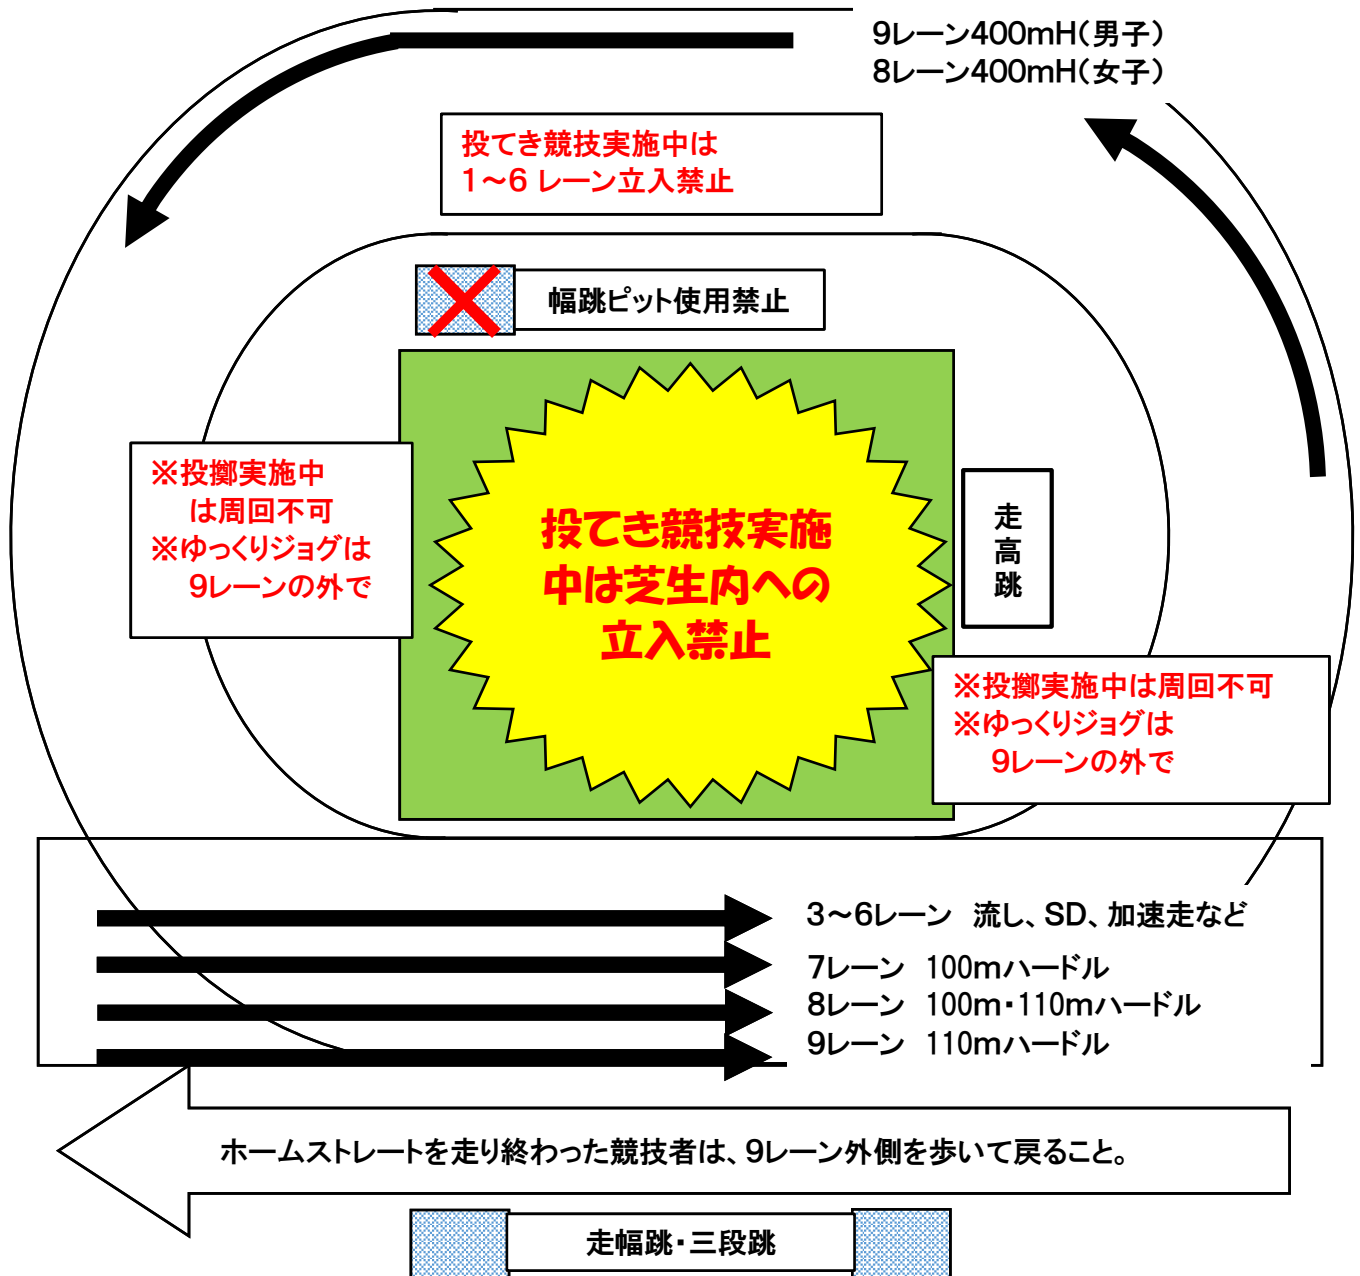 9レーン400mH(男子)
8レーン400mH(女子)
投てき競技実施中は
1～6 レーン立入禁止
幅跳ピット使用禁止
※投擲実施中
は周回不可
※ゆっくりジョグは
9レーンの外で
投てき競技実施
中は芝生内への
立入禁止
走高跳
※投擲実施中は周回不可
※ゆっくりジョグは
9レーンの外で
3～6レーン 流し、SD、加速走など
7レーン 100mハードル
8レーン 100m・110mハードル
9レーン 110mハードル
ホームストレートを走り終わった競技者は、9レーン外側を歩いて戻ること。
走幅跳・三段跳